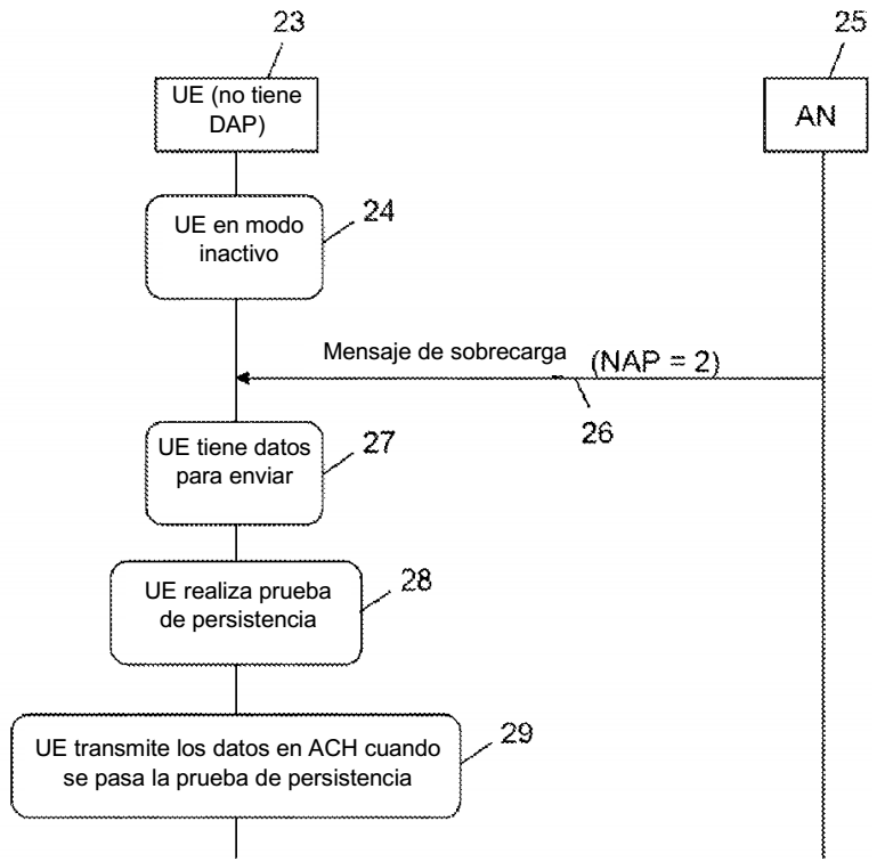 23
25
UE (no tiene
DAP)
AN
24
UE en modo
inactivo
Mensaje de sobrecarga (NAP = 2)
26
UE tiene datos
para enviar
27
28
UE realiza prueba
de persistencia
29
UE transmite los datos en ACH cuando
se pasa la prueba de persistencia